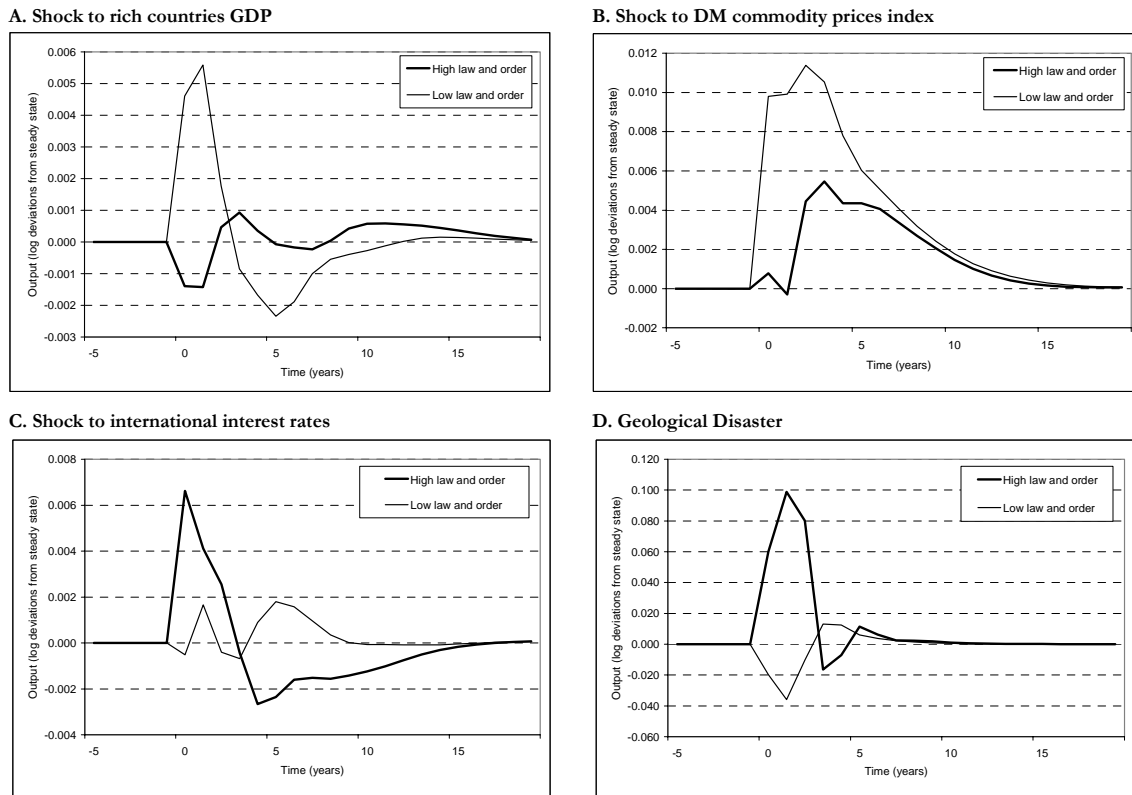 A. Shock to rich countries GDP
0.006
0.005
0.004
0.003
0.002
0.001
0.000
-0.001
-0.002
-0.003
Output (log deviations from steady state)
High law and order
Low law and order
-5 0 5 10 15
Time (years)
B. Shock to DM commodity prices index
0.012
0.010
0.008
0.006
0.004
0.002
0.000
-0.002
Output (log deviations from steady state)
High law and order
Low law and order
-5 0 5 10 15
Time (years)
C. Shock to international interest rates
0.008
0.006
0.004
0.002
0.000
-0.002
-0.004
Output (log deviations from steady state)
High law and order
Low law and order
-5 0 5 10 15
Time (years)
D. Geological Disaster
0.120
0.100
0.080
0.060
0.040
0.020
0.000
-0.020
-0.040
-0.060
Output (log deviations from steady state)
High law and order
Low law and order
-5 0 5 10 15
Time (years)